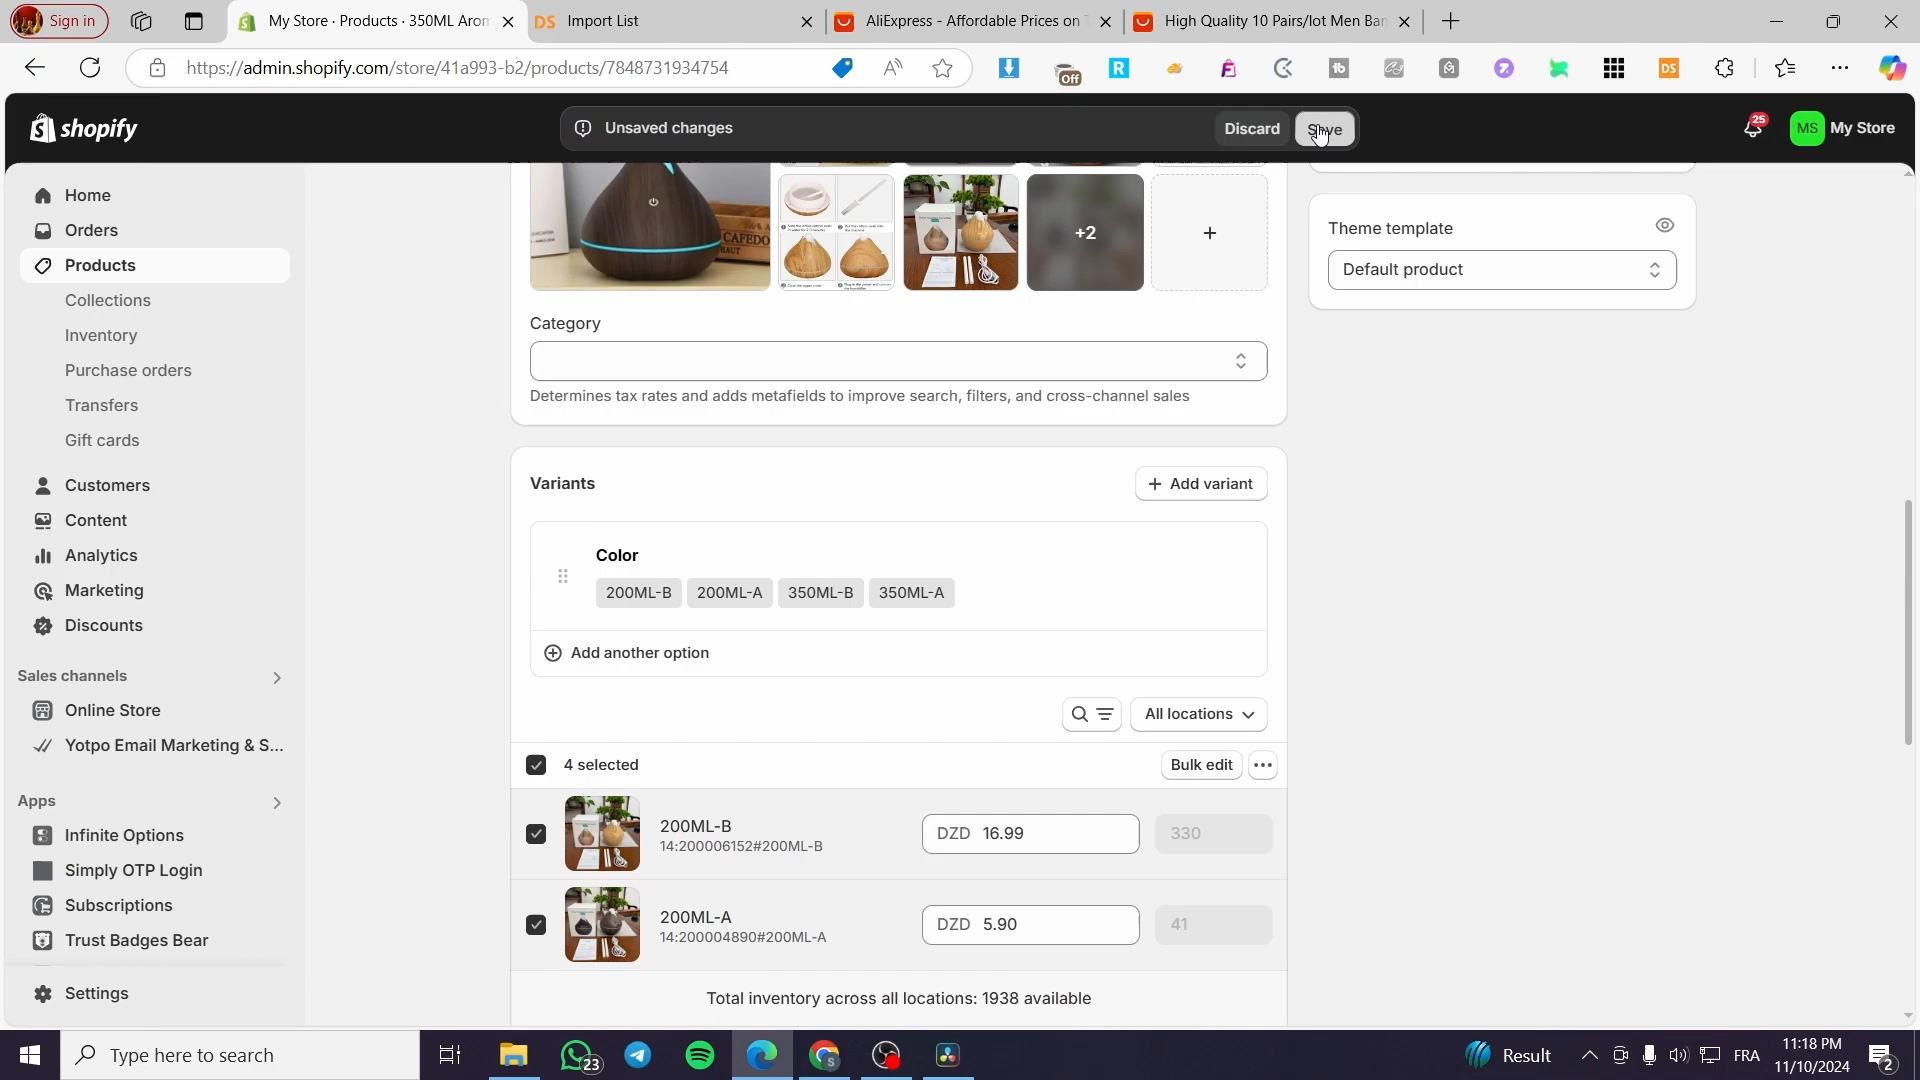 Sign in
My Store · Products · 350ML Arom
Import List
AliExpress - Affordable Prices on T
High Quality 10 Pairs/lot Men Bam
https://admin.shopify.com/store/41a993-b2/products/7848731934754
Off
shopify
Unsaved changes
Discard
Save
25
MS
My Store
Home
Orders
Products
Collections
Inventory
Purchase orders
Transfers
Gift cards
Customers
Content
Analytics
Marketing
Discounts
Sales channels
Online Store
Yotpo Email Marketing & S...
Apps
Infinite Options
Simply OTP Login
Subscriptions
Trust Badges Bear
Settings
+2
Category
Determines tax rates and adds metafields to improve search, filters, and cross-channel sales
Theme template
Default product
Variants
Add variant
Color
200ML-B 200ML-A 350ML-B 350ML-A
Add another option
All locations
4 selected
Bulk edit
200ML-B
14:200006152#200ML-B
DZD 16.99
330
200ML-A
14:200004890#200ML-A
DZD 5.90
41
Total inventory across all locations: 1938 available
Type here to search
23
Result
FRA
11:18 PM
11/10/2024
2